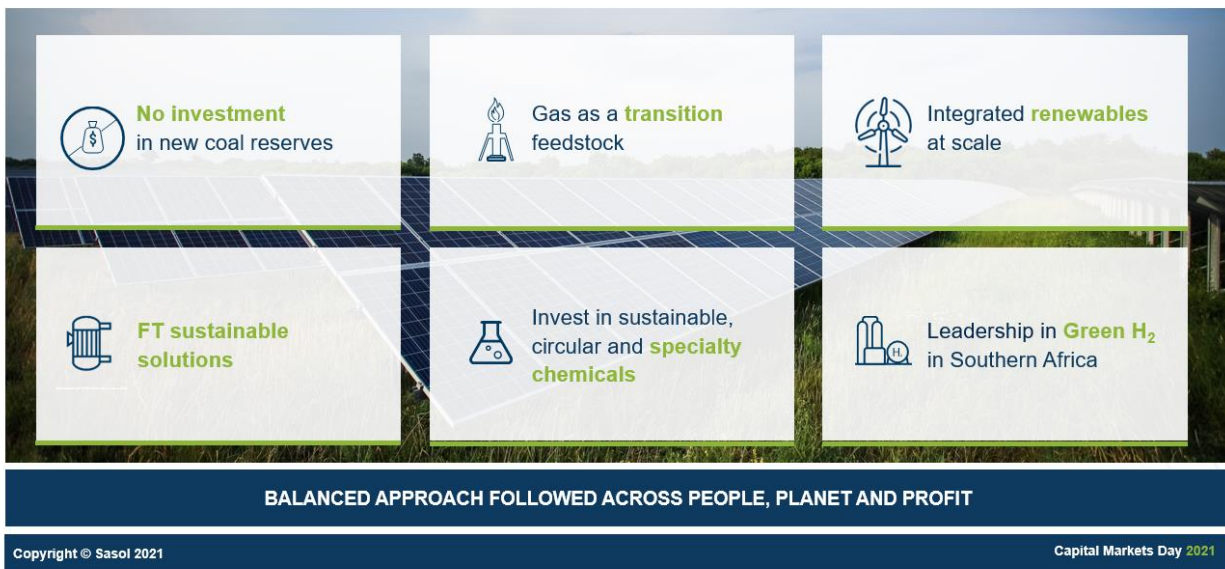 No investment
in new coal reserves
Gas as a transition
feedstock
Integrated renewables
at scale
FT sustainable
solutions
Invest in sustainable,
circular and specialty
chemicals
H₂
Leadership in Green H₂
in Southern Africa
BALANCED APPROACH FOLLOWED ACROSS PEOPLE, PLANET AND PROFIT
Copyright © Sasol 2021
Capital Markets Day 2021